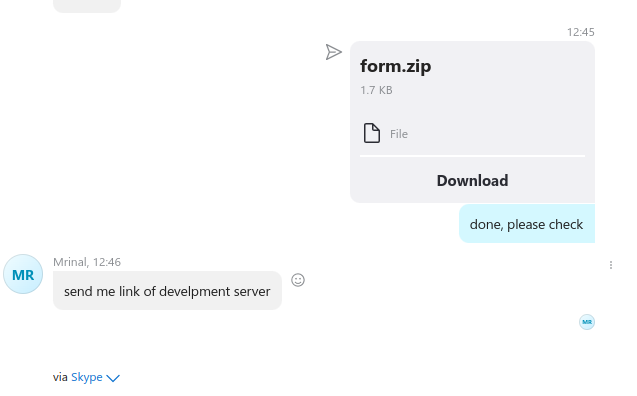 12:45
form.zip
1.7 KB
File
Download
done, please check
Mrinal, 12:46
MR
send me link of develpment server
MR
via Skype